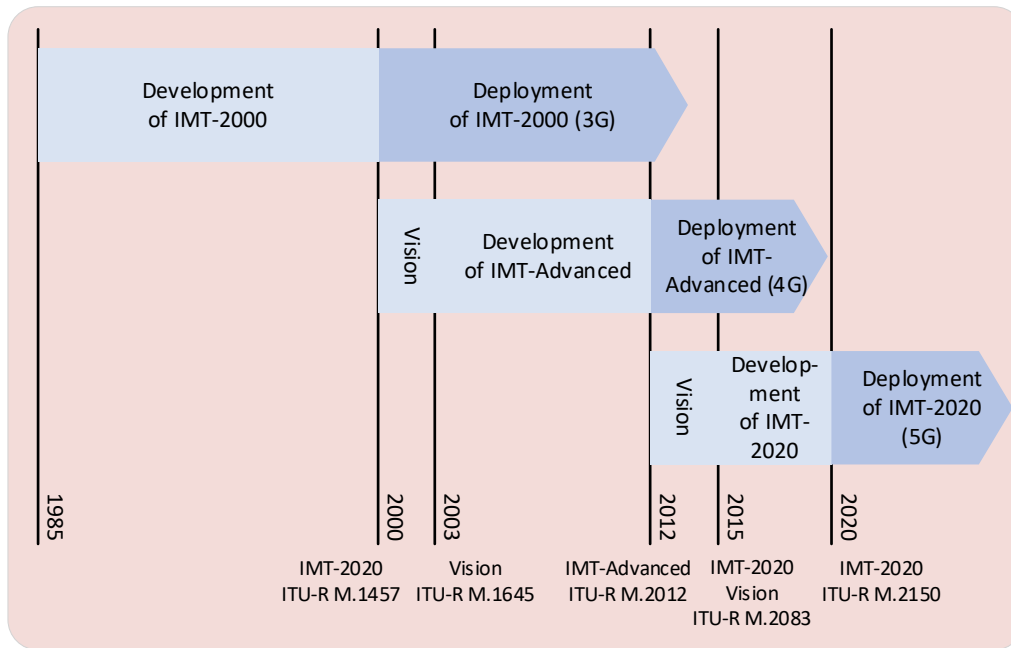 Development
of IMT-2000
Deployment
of IMT-2000 (3G)
Vision
Development
of IMT-Advanced
Deployment
of IMT-
Advanced (4G)
Vision
Develop-
ment
of IMT-
2020
Deployment
of IMT-2020
(5G)
1985
2000
2003
2012
2015
2020
IMT-2020
ITU-R M.1457
Vision
ITU-R M.1645
IMT-Advanced
ITU-R M.2012
IMT-2020
Vision
ITU-R M.2083
IMT-2020
ITU-R M.2150